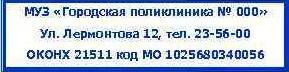 МУЗ «Городская поликлиника № 000»
Ул. Лермонтова 12, тел. 23-56-00
ОКОНХ 21511 код МО 1025680340056